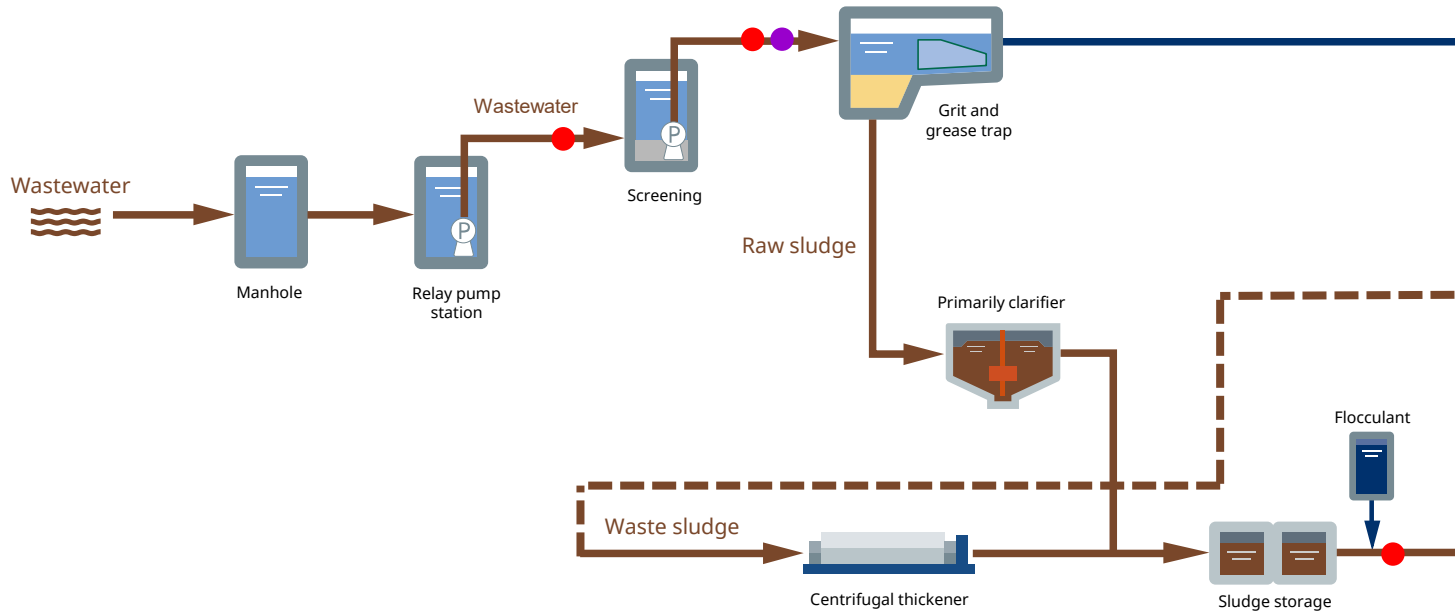 Wastewater
Grit and
grease trap
Wastewater
Screening
Manhole
Relay pump
station
P
P
Raw sludge
Primarily clarifier
Flocculant
Waste sludge
Centrifugal thickener
Sludge storage